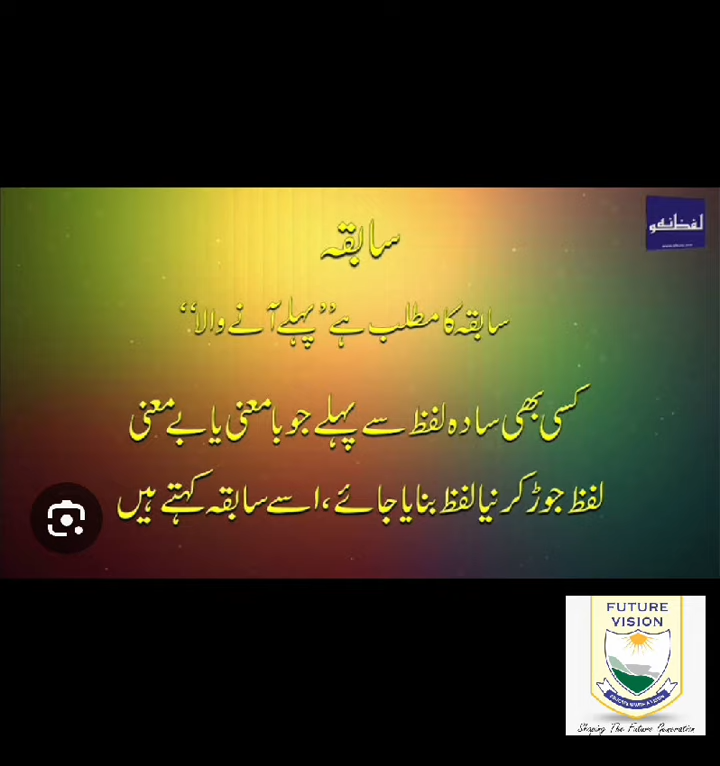 سابقہ
سابقہ کا مطلب ہے ”پہلے آنے والا“
کسی بھی سادہ لفظ سے پہلے جو بامعنی یا بے معنی
لفظ جوڑ کر نیا لفظ بنایا جائے، اسے سابقہ کہتے ہیں
FUTURE
VISION
Shaping The Future Generation